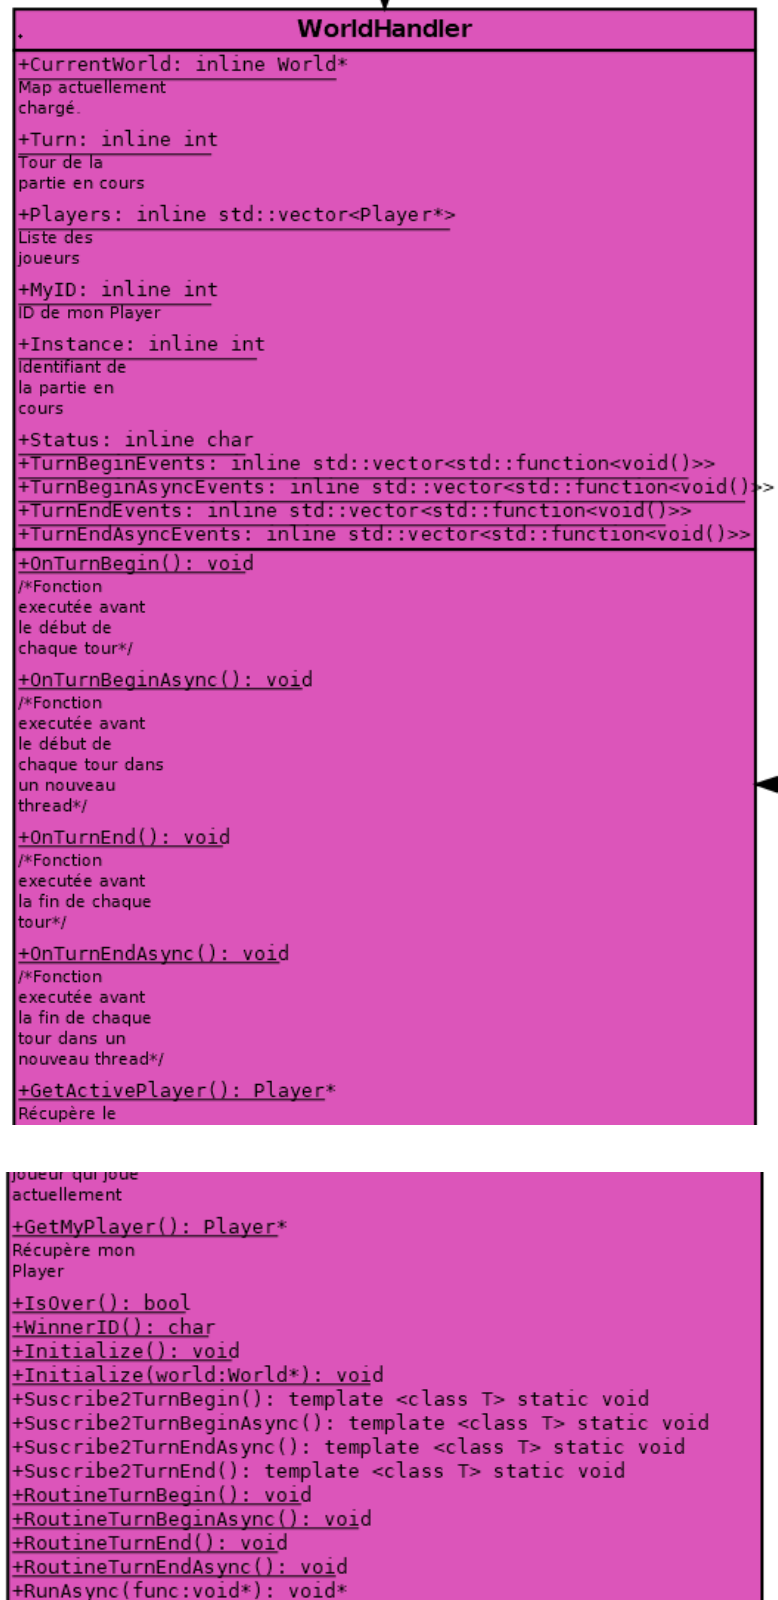 WorldHandler
+CurrentWorld: inline World*
Map actuellement
chargé.
+Turn: inline int
Tour de la
partie en cours
+Players: inline std::vector<Player*>
Liste des
joueurs
+MyID: inline int
ID de mon Player
+Instance: inline int
Identifiant de
la partie en
cours
+Status: inline char
+TurnBeginEvents: inline std::vector<std::function<void()>>
+TurnBeginAsyncEvents: inline std::vector<std::function<void()>>
+TurnEndEvents: inline std::vector<std::function<void()>>
+TurnEndAsyncEvents: inline std::vector<std::function<void()>>
+OnTurnBegin(): void
/*Fonction
executée avant
le début de
chaque tour*/
+OnTurnBeginAsync(): void
/*Fonction
executée avant
le début de
chaque tour dans
un nouveau
thread*/
+OnTurnEnd(): void
/*Fonction
executée avant
la fin de chaque
tour*/
+OnTurnEndAsync(): void
/*Fonction
executée avant
la fin de chaque
tour dans un
nouveau thread*/
+GetActivePlayer(): Player*
Récupère le
joueur qui joue
actuellement
+GetMyPlayer(): Player*
Récupère mon
Player
+IsOver(): bool
+WinnerID(): char
+Initialize(): void
+Initialize(world:World*): void
+Suscribe2TurnBegin(): template <class T> static void
+Suscribe2TurnBeginAsync(): template <class T> static void
+Suscribe2TurnEndAsync(): template <class T> static void
+Suscribe2TurnEnd(): template <class T> static void
+RoutineTurnBegin(): void
+RoutineTurnBeginAsync(): void
+RoutineTurnEnd(): void
+RoutineTurnEndAsync(): void
+RunAsync(func:void*): void*